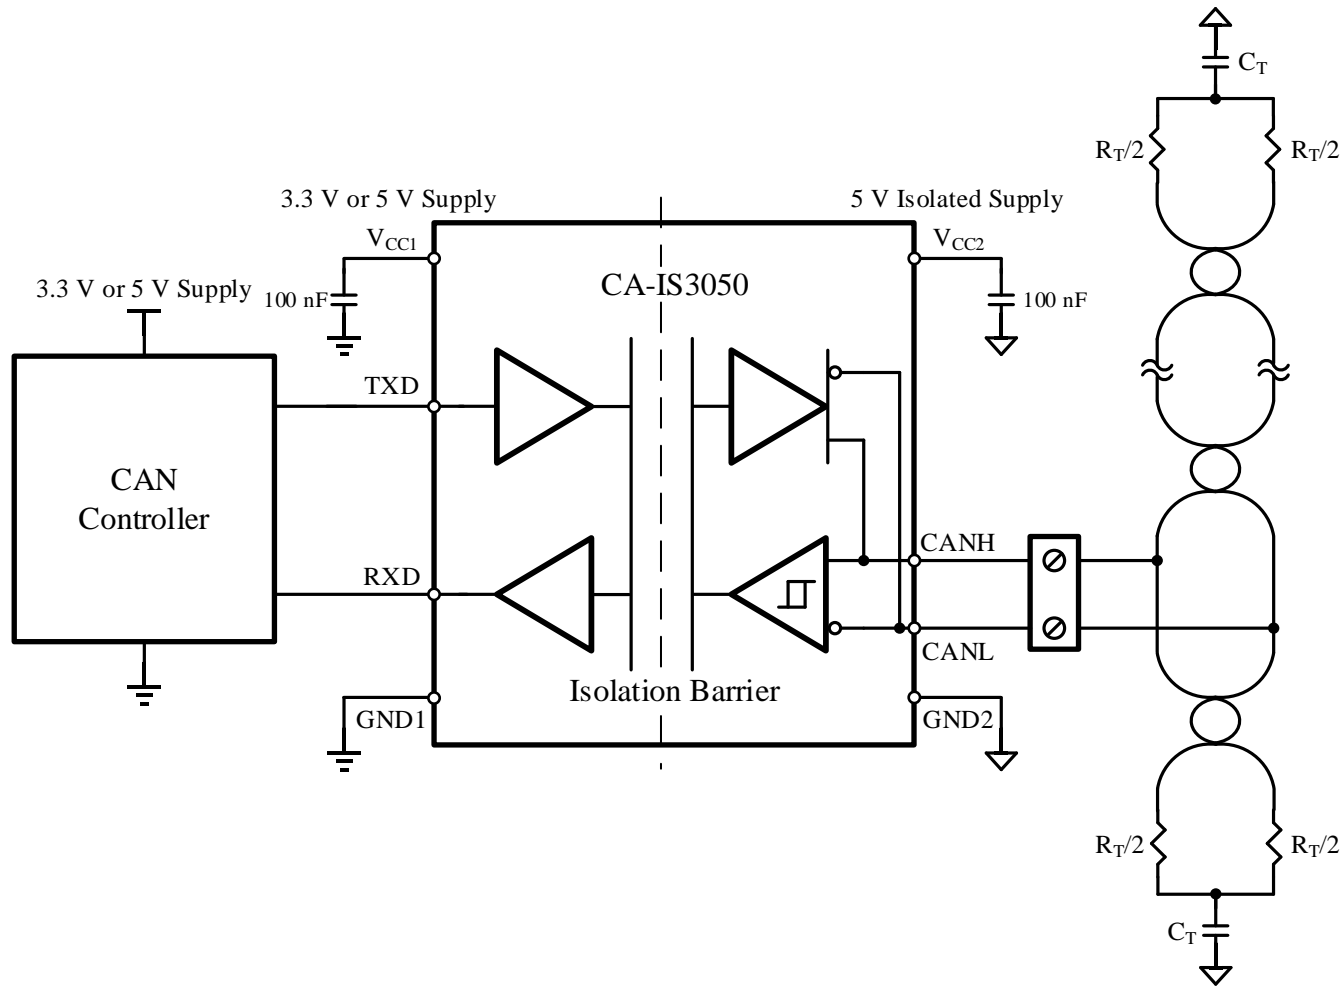 C_T
R_T/2
R_T/2
3.3 V or 5 V Supply
5 V Isolated Supply
V_CC1
V_CC2
CA-IS3050
3.3 V or 5 V Supply
100 nF
100 nF
TXD
CAN
Controller
CANH
RXD
CANL
Isolation Barrier
GND1
GND2
R_T/2
R_T/2
C_T